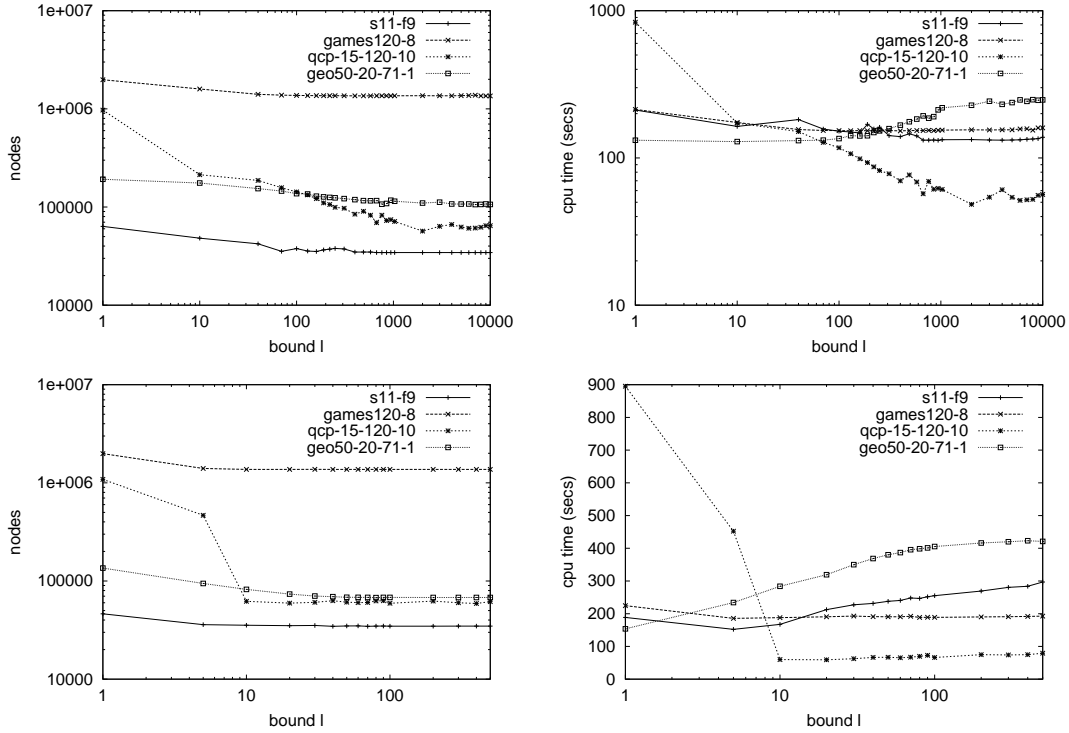 1e+007
1e+006
100000
10000
1
10
100
1000
10000
nodes
bound l
s11-f9
games120-8
qcp-15-120-10
geo50-20-71-1
1000
100
10
1
10
100
1000
10000
cpu time (secs)
bound l
s11-f9
games120-8
qcp-15-120-10
geo50-20-71-1
1e+007
1e+006
100000
10000
1
10
100
nodes
bound l
s11-f9
games120-8
qcp-15-120-10
geo50-20-71-1
900
800
700
600
500
400
300
200
100
0
1
10
100
cpu time (secs)
bound l
s11-f9
games120-8
qcp-15-120-10
geo50-20-71-1